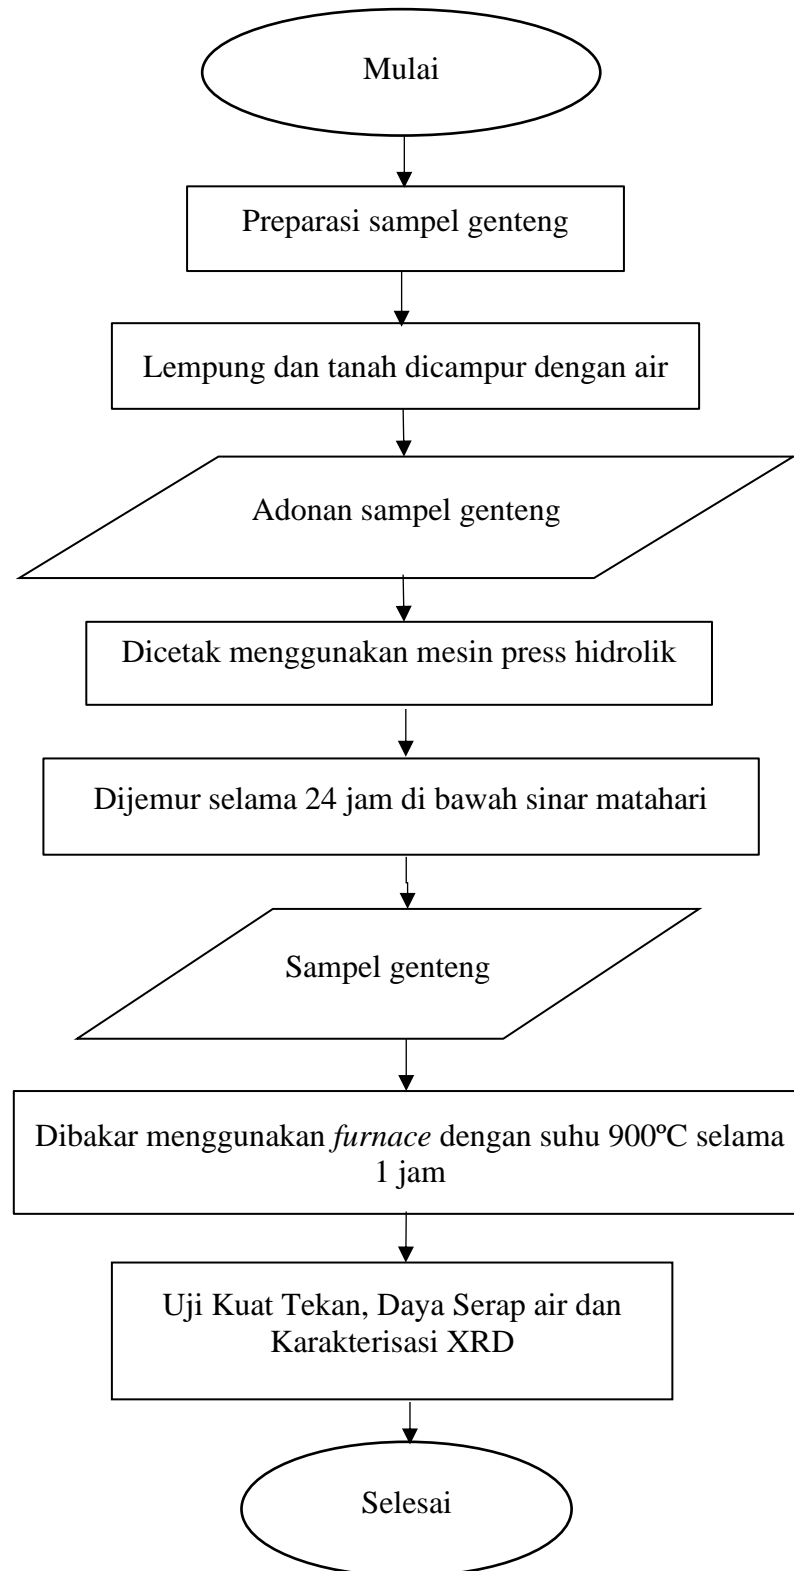 Mulai
Preparasi sampel genteng
Lempung dan tanah dicampur dengan air
Adonan sampel genteng
Dicetak menggunakan mesin press hidrolik
Dijemur selama 24 jam di bawah sinar matahari
Sampel genteng
Dibakar menggunakan furnace dengan suhu 900ºC selama
1 jam
Uji Kuat Tekan, Daya Serap air dan
Karakterisasi XRD
Selesai